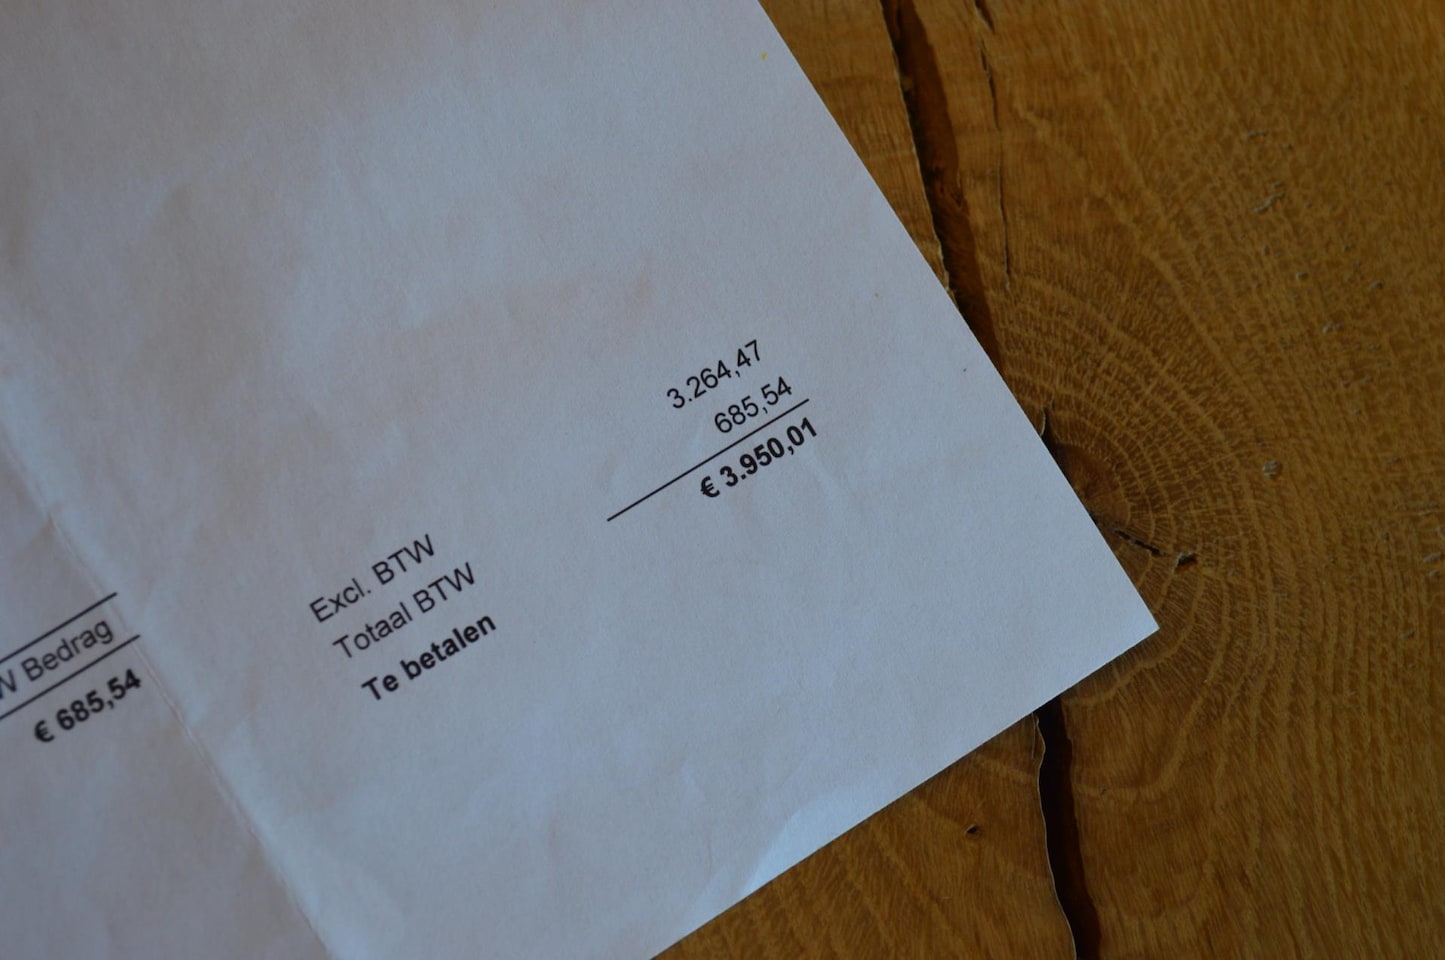 W Bedrag
€ 685,54
Excl. BTW 3.264,47
Totaal BTW 685,54
Te betalen € 3.950,01